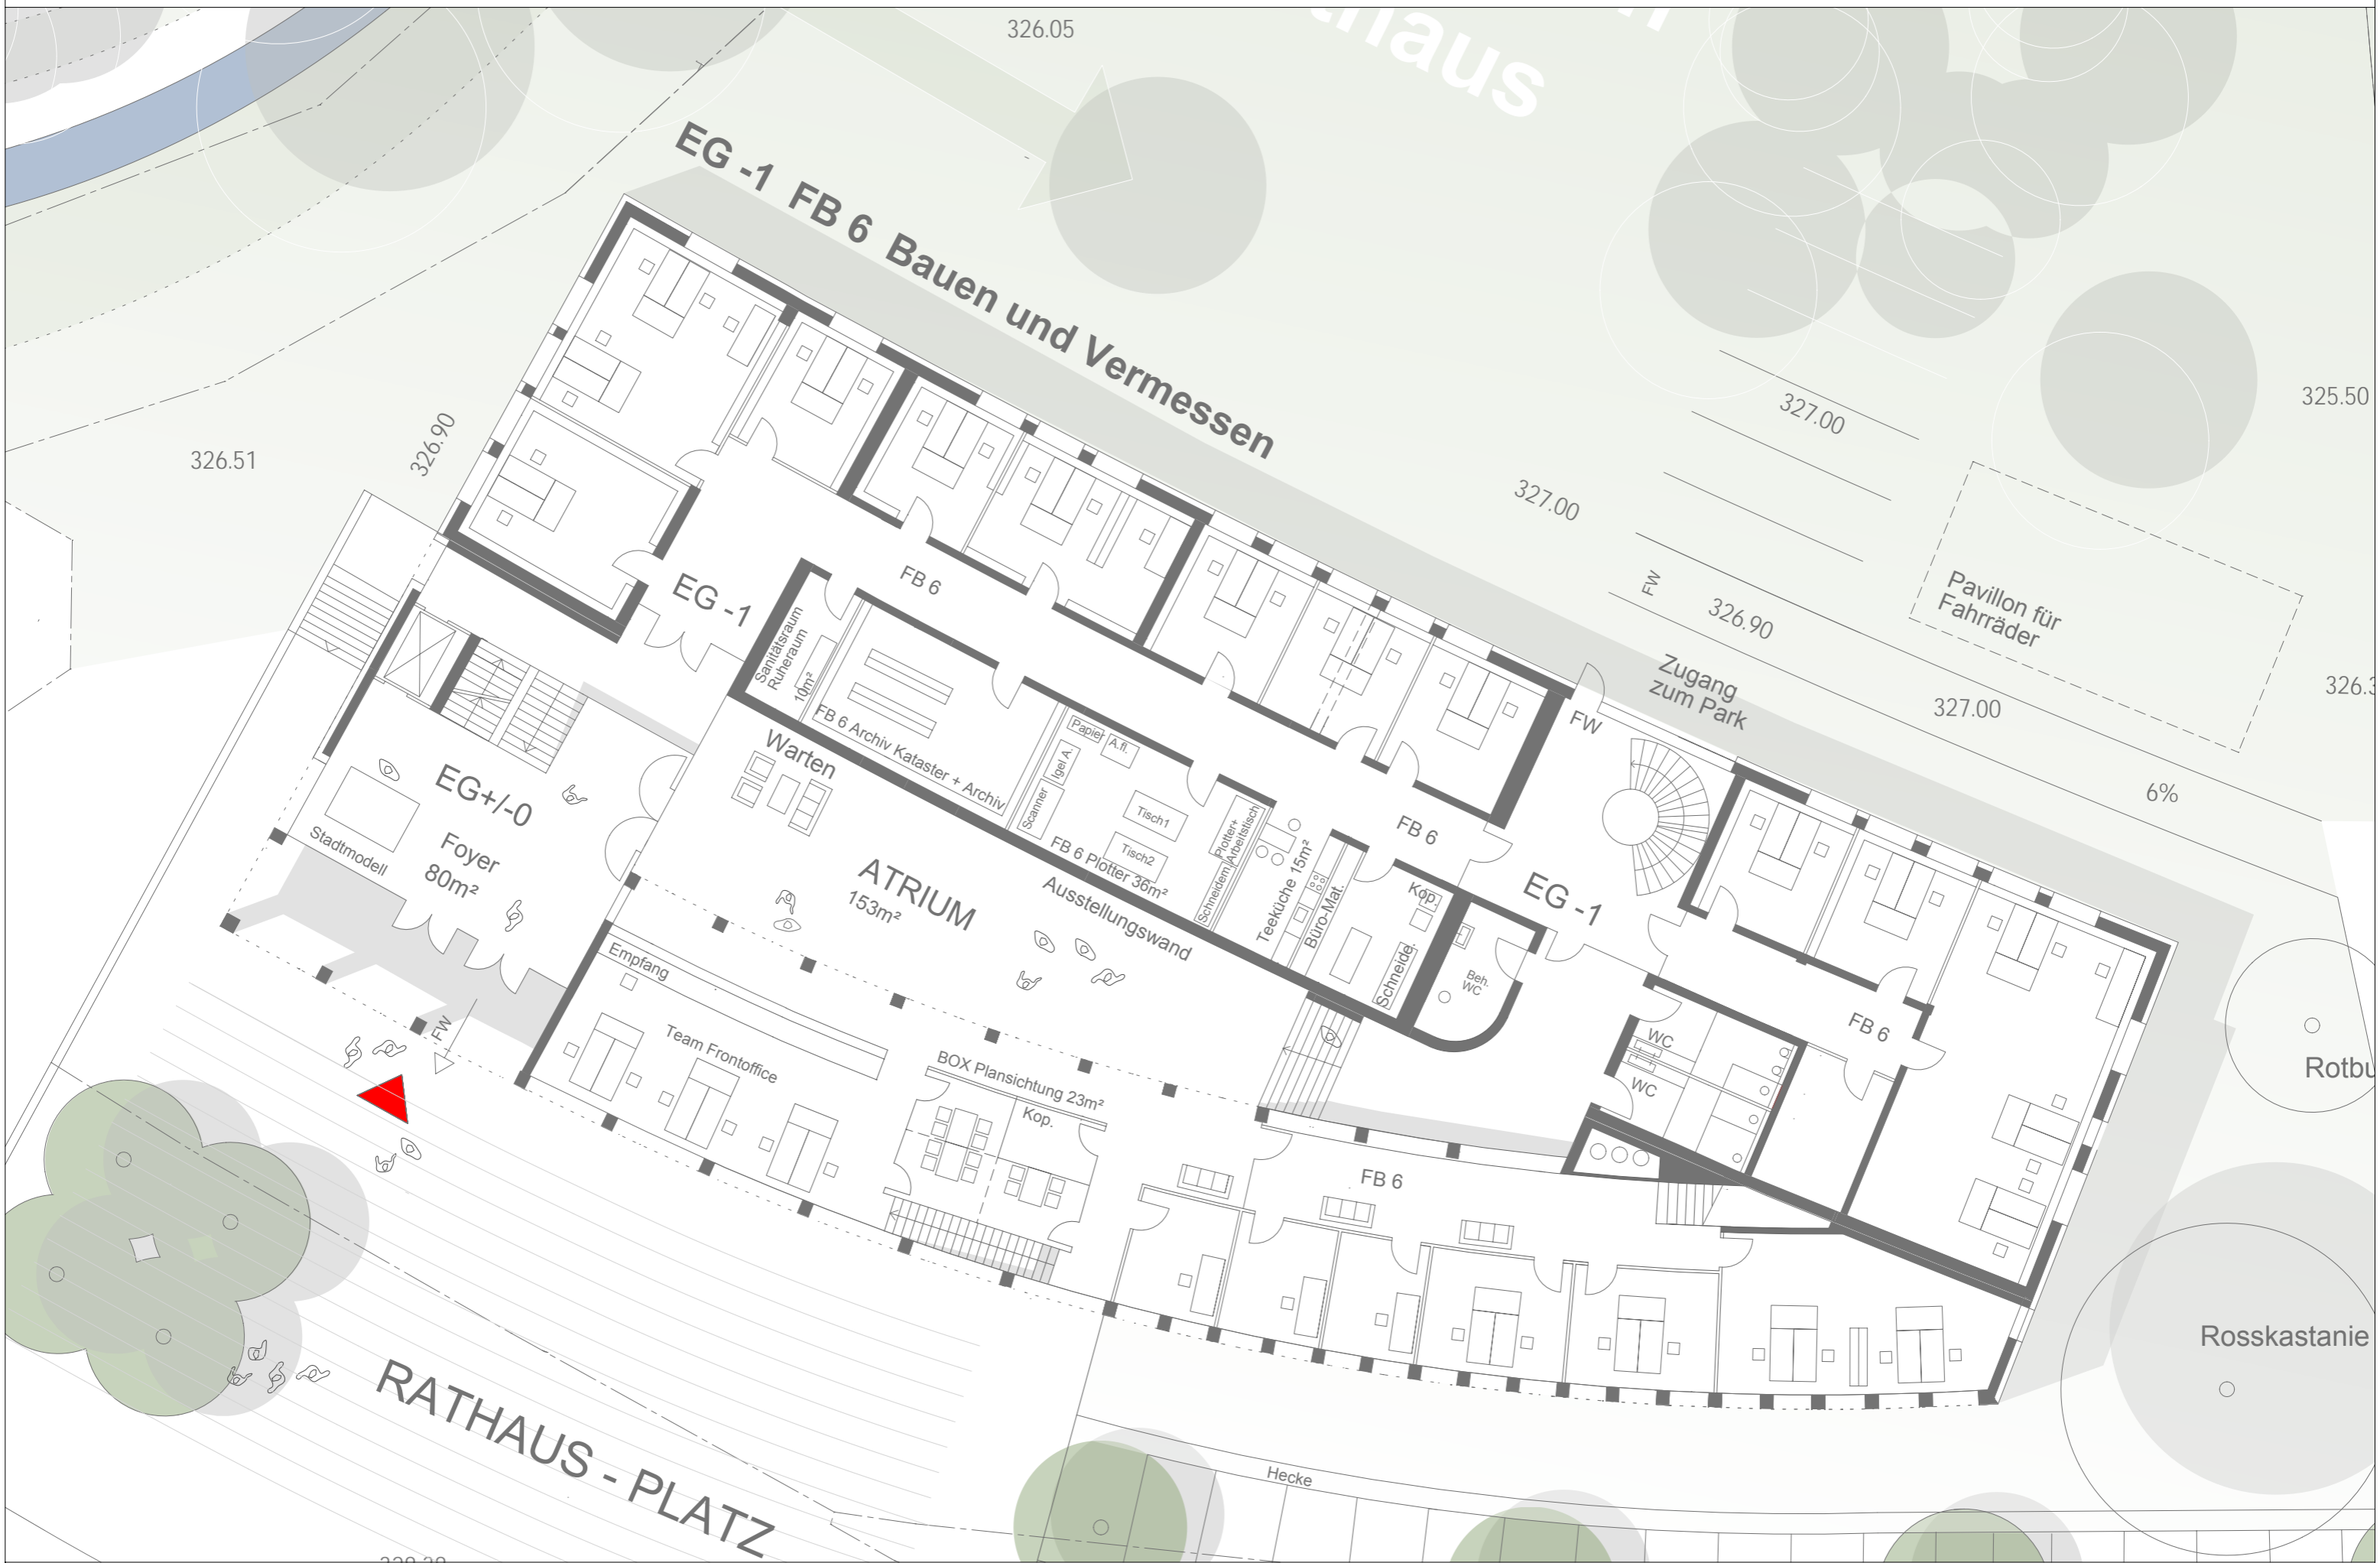 326.05
thaus
EG -1 FB 6 Bauen und Vermessen
326.51
326.90
327.00
325.50
327.00
FW
326.90
Pavillon für
Fahrräder
Zugang
zum Park
327.00
326.3
6%
FB 6
EG -1
Sanitätsraum
Ruheraum
10m²
FB 6 Archiv Kataster + Archiv
Warten
Papier
A.fl.
Igel A.
Scanner
Tisch1
Tisch2
Plotter+
Arbeitstisch
FB 6 Plotter 36m²
Schneidem.
FW
EG+/-0
Foyer
80m²
Stadtmodell
ATRIUM
153m²
Ausstellungswand
Teeküche 15m²
Büro-Mat.
FB 6
Kop.
Schneide.
EG -1
Beh.
WC
Empfang
Team Frontoffice
BOX Plansichtung 23m²
Kop.
FW
WC
WC
FB 6
FB 6
Rotbu
Rosskastanie
RATHAUS - PLATZ
Hecke